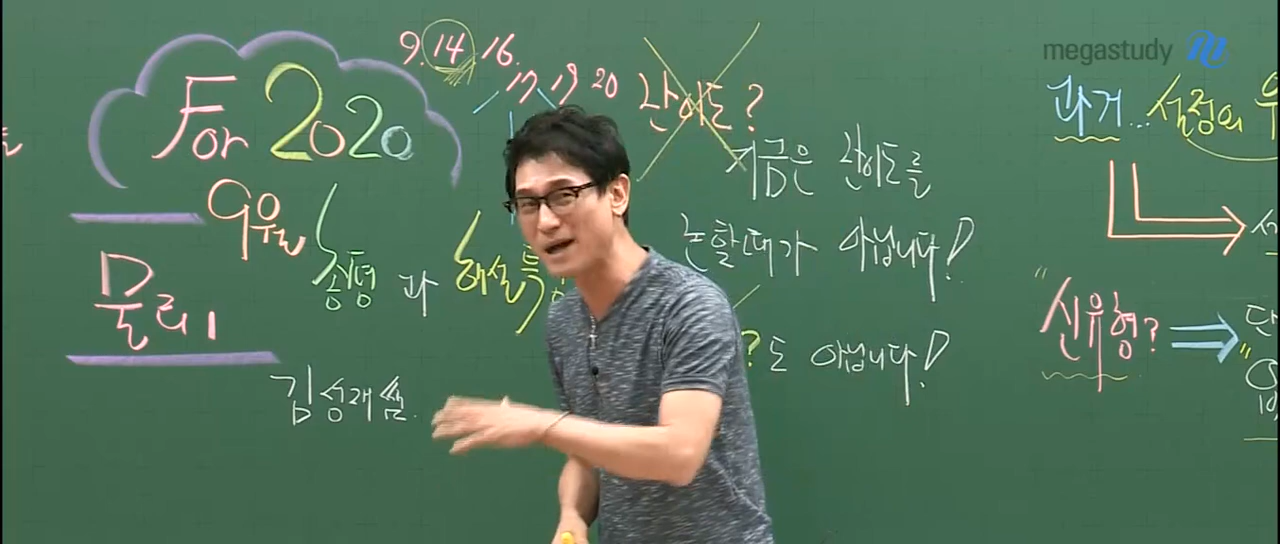 For 2020
9월 총평 과 해설특
물리 1
김성재 쌤.
9. 14. 16.
17 19 20
난이도?
지금은 난이도를
논할때가 아닙니다!
?도 아닙니다!
megastudy
과거... 설정의
"신유형? ⇒